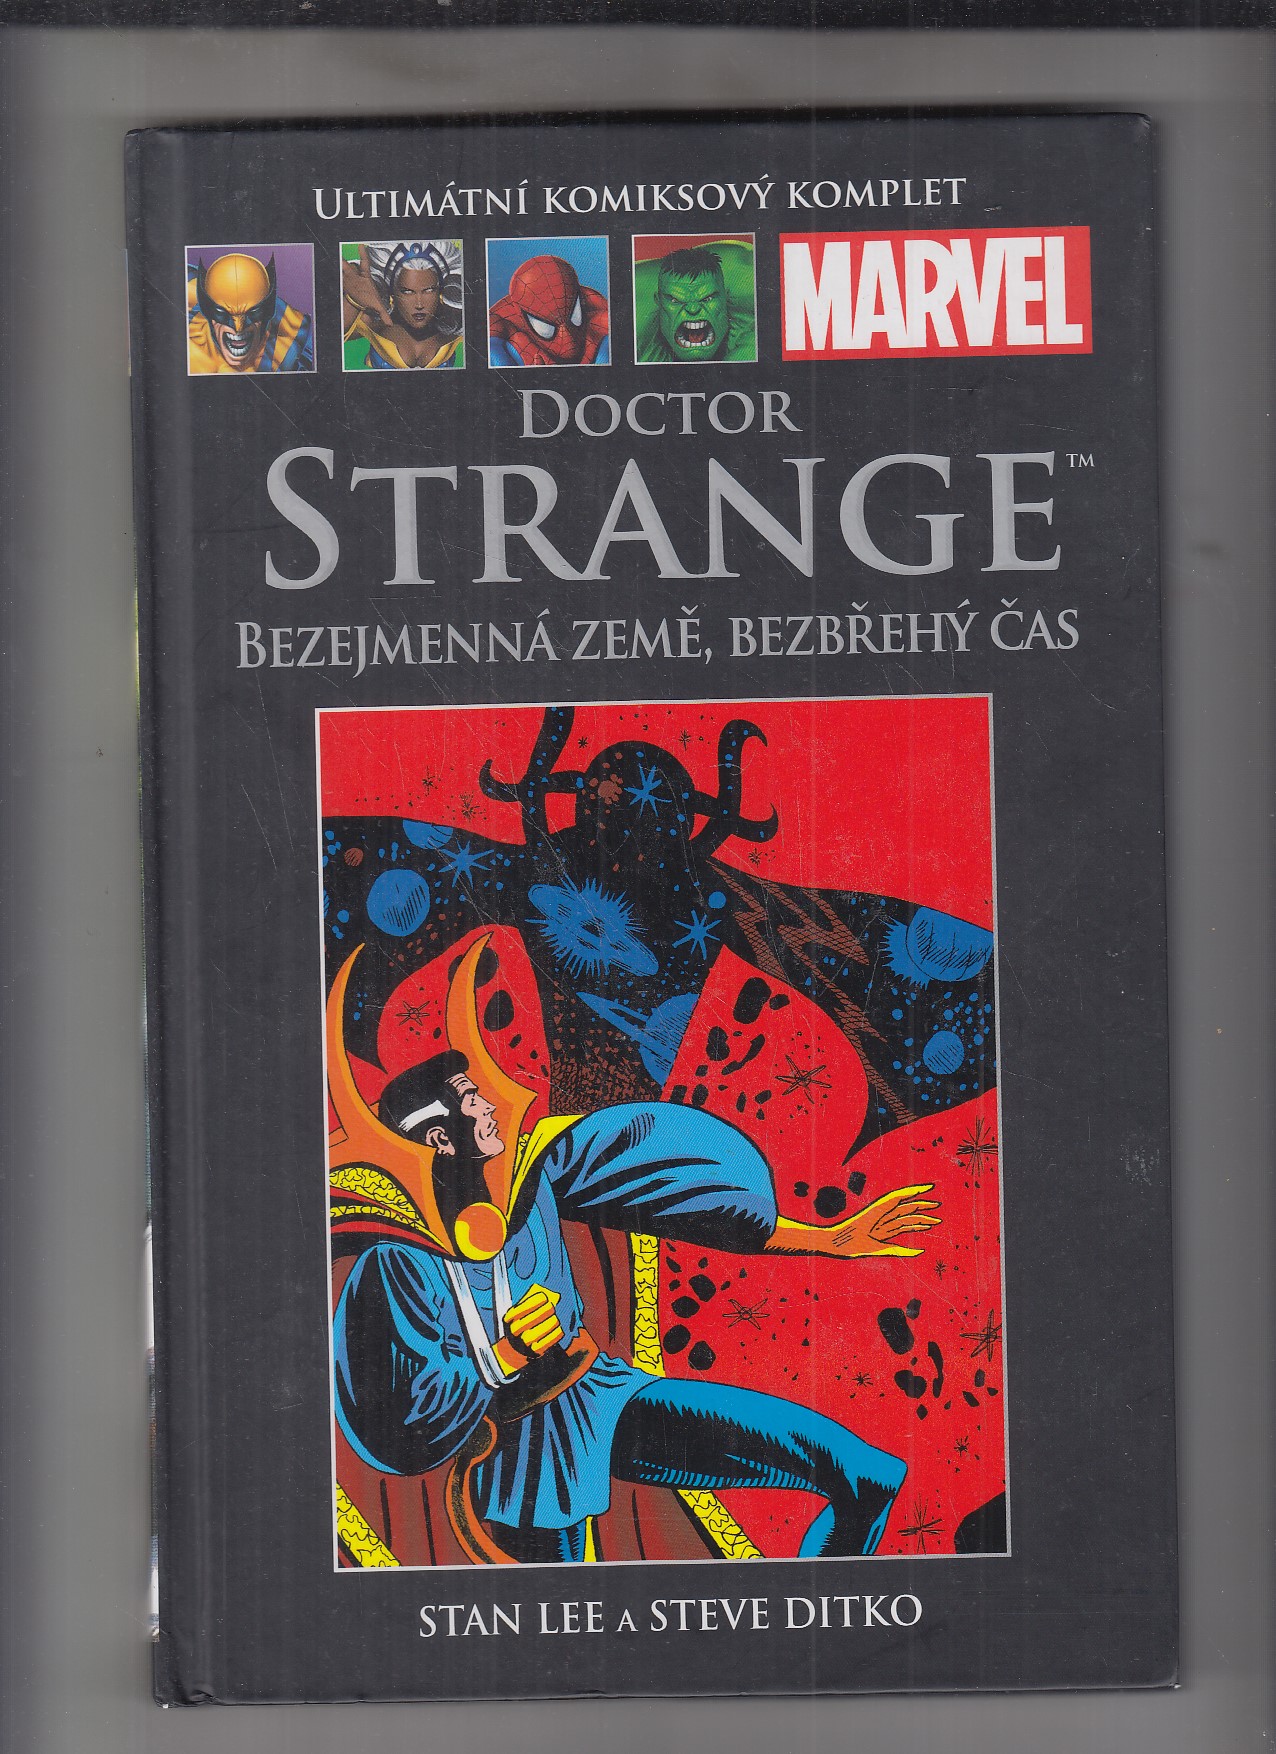 ULTIMÁTNÍ KOMIKSOVÝ KOMPLET
MARVEL
DOCTOR
STRANGE™
BEZEJMENNÁ ZEMĚ, BEZBŘEHÝ ČAS
STAN LEE A STEVE DITKO